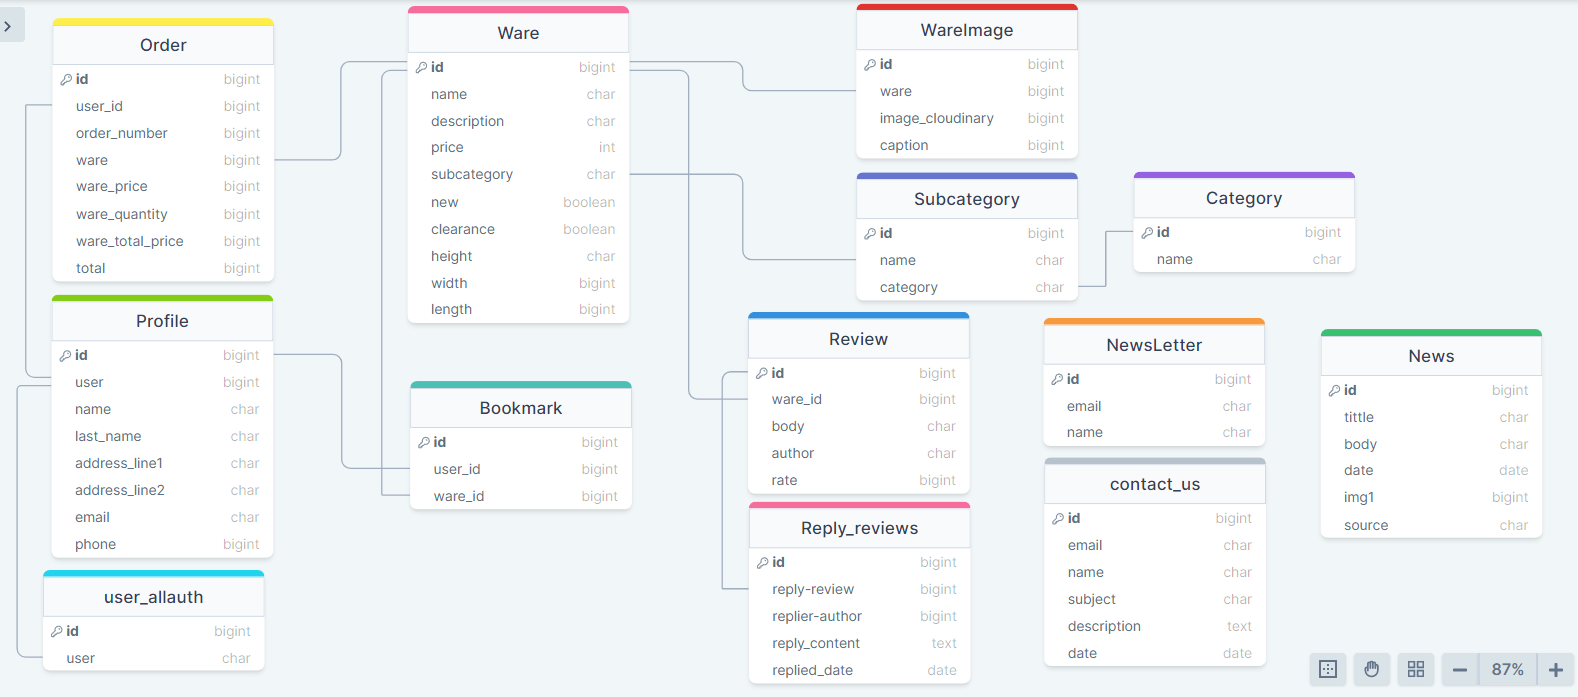 Order
id bigint
user_id bigint
order_number bigint
ware bigint
ware_price bigint
ware_quantity bigint
ware_total_price bigint
total bigint
Profile
id bigint
user bigint
name char
last_name char
address_line1 char
address_line2 char
email char
phone bigint
user_allauth
id bigint
user char
Ware
id bigint
name char
description char
price int
subcategory char
new boolean
clearance boolean
height char
width bigint
length bigint
Bookmark
id bigint
user_id bigint
ware_id bigint
WareImage
id bigint
ware bigint
image_cloudinary bigint
caption bigint
Subcategory
id bigint
name char
category char
Category
id bigint
name char
Review
id bigint
ware_id bigint
body char
author char
rate bigint
Reply_reviews
id bigint
reply-review bigint
replier-author bigint
reply_content text
replied_date date
NewsLetter
id bigint
email char
name char
contact_us
id bigint
email char
name char
subject char
description text
date date
News
id bigint
tittle char
body char
date date
img1 bigint
source char
87%